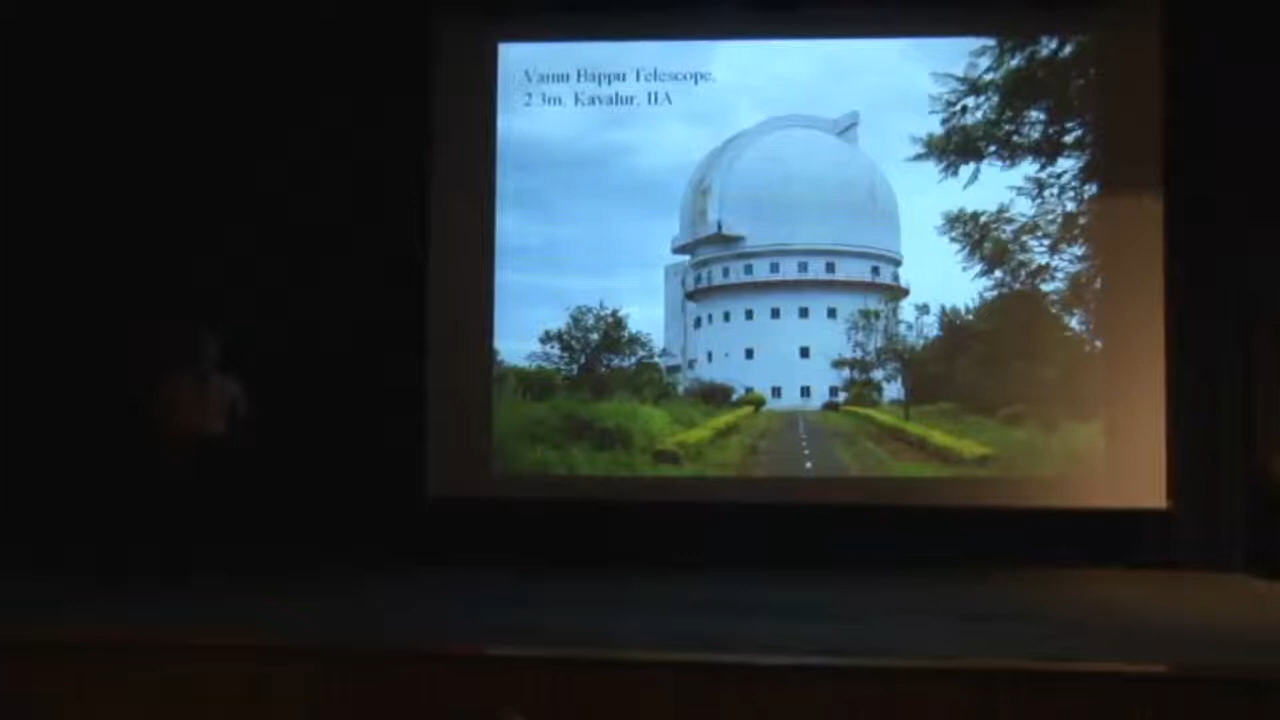 Vainu Bappu Telescope,
2.3m, Kavalur, IIA